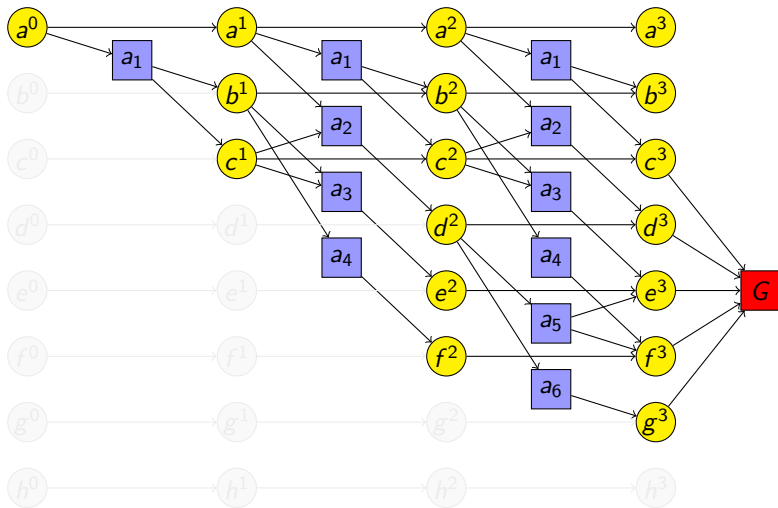 a⁰ a¹ a² a³
a₁ a₁ a₁
b⁰ b¹ b² b³
a₂ a₂
c⁰ c¹ c² c³
a₃ a₃
d⁰ d¹ d² d³
a₄ a₄
e⁰ e¹ e² e³ G
a₅
f⁰ f¹ f² f³
a₆
g⁰ g¹ g² g³
h⁰ h¹ h² h³